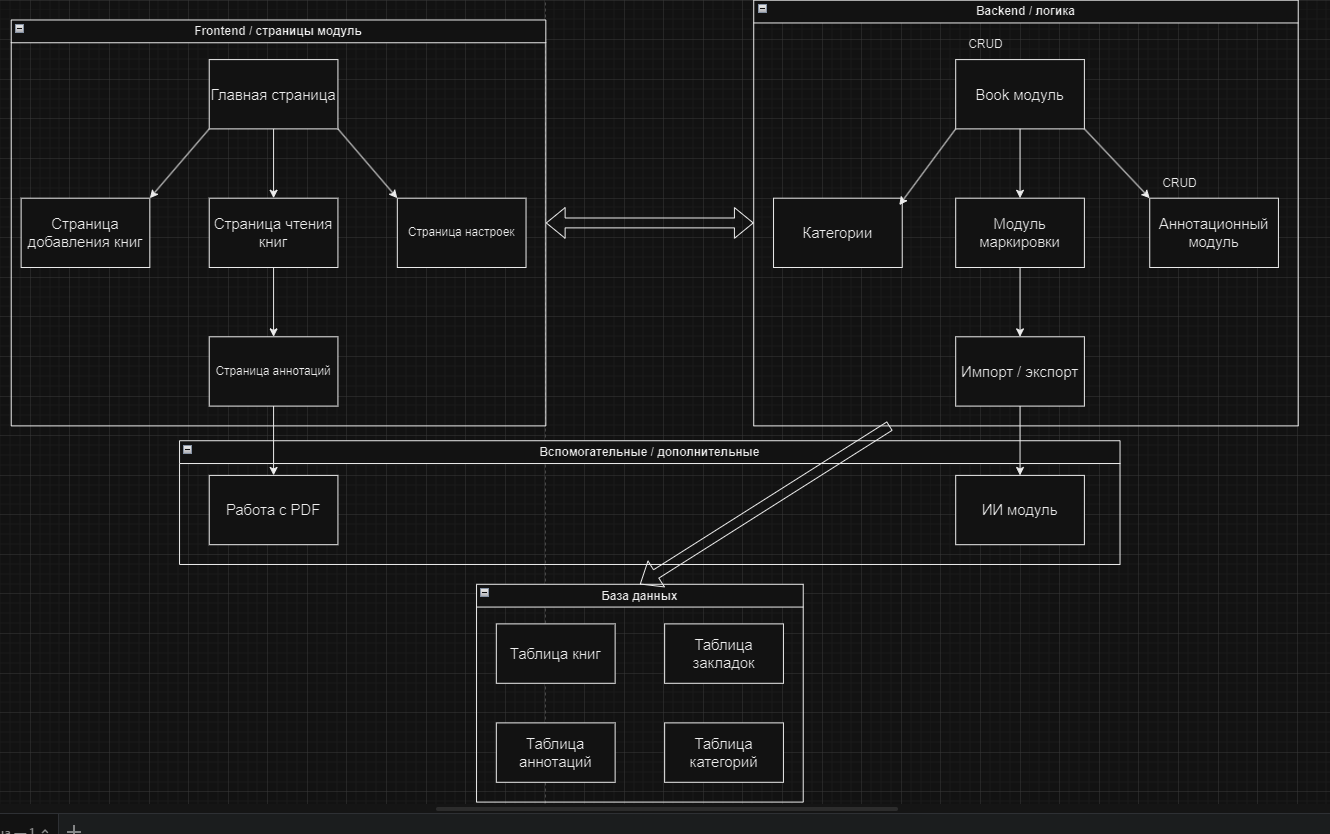 Frontend / страницы модуль
Backend / логика
CRUD
Главная страница
Book модуль
CRUD
Страница
добавления книг
Страница чтения
книг
Страница настроек
Категории
Модуль
маркировки
Аннотационный
модуль
Страница аннотаций
Импорт / экспорт
Вспомогательные / дополнительные
Работа с PDF
ИИ модуль
База данных
Таблица книг
Таблица
закладок
Таблица
аннотаций
Таблица
категорий